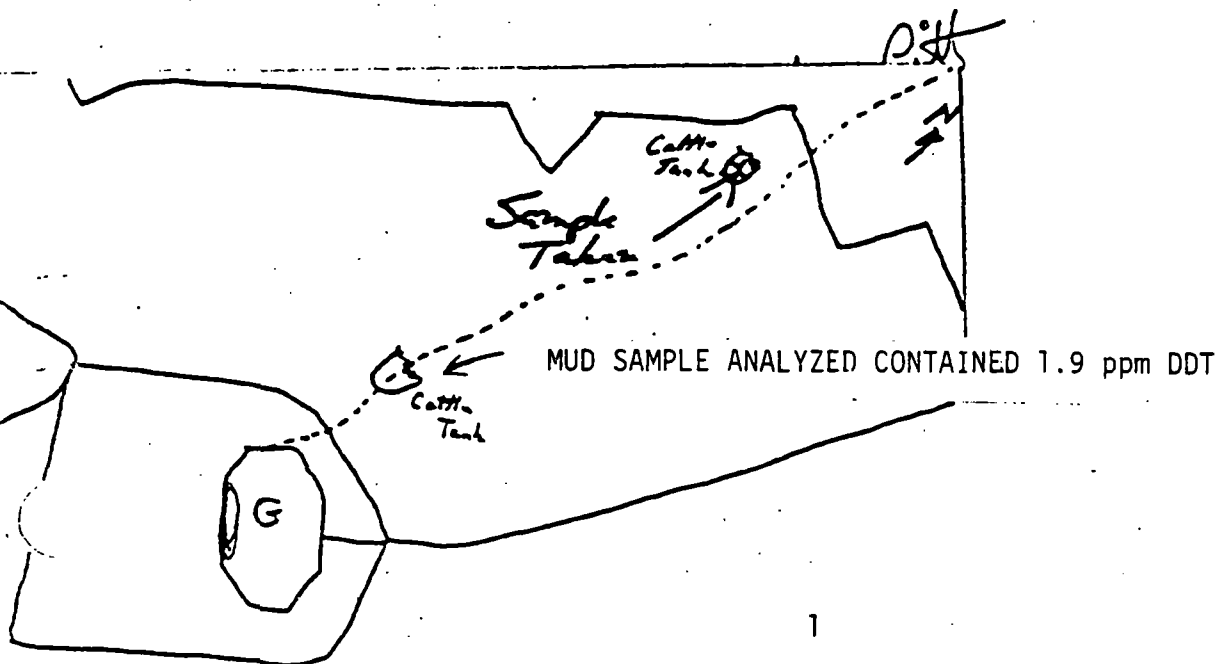 Cattle
Tank
Sample
Taken
MUD SAMPLE ANALYZED CONTAINED 1.9 ppm DDT
Cattle
Tank
G
1